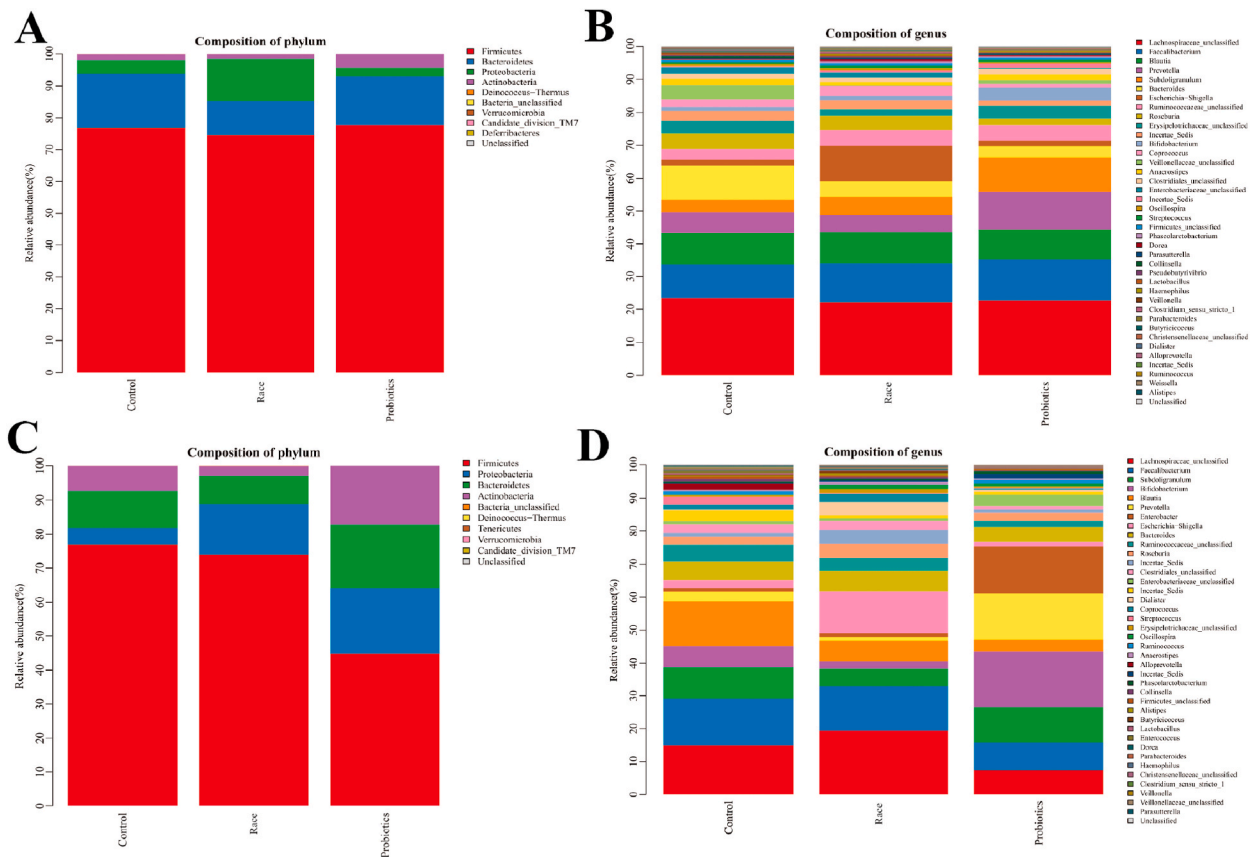 A
Composition of phylum
Relative abundance(%)
0
10
20
30
40
50
60
70
80
90
100
Control
Race
Probiotics
Firmicutes
Bacteroidetes
Proteobacteria
Actinobacteria
Deinococcus-Thermus
Bacteria_unclassified
Verrucomicrobia
Candidate_division_TM7
Deferribacteres
Unclassified
B
Composition of genus
Relative abundance(%)
0
10
20
30
40
50
60
70
80
90
100
Control
Race
Probiotics
Lachnospiraceae_unclassified
Faecalibacterium
Blautia
Prevotella
Subdoligranulum
Bacteroides
Escherichia-Shigella
Ruminococcaceae_unclassified
Roseburia
Erysipelotrichaceae_unclassified
Incertae_Sedis
Bifidobacterium
Coprococcus
Veillonellaceae_unclassified
Anaerostipes
Clostridiales_unclassified
Enterobacteriaceae_unclassified
Incertae_Sedis
Oscillospira
Streptococcus
Firmicutes_unclassified
Phascolarctobacterium
Dorea
Parasutterella
Collinsella
Pseudobutyrivibrio
Lactobacillus
Haemophilus
Veillonella
Clostridium_sensu_stricto_1
Parabacteroides
Butyricicoccus
Christensenellaceae_unclassified
Dialister
Alloprevotella
Incertae_Sedis
Ruminococcus
Weissella
Alistipes
Unclassified
C
Composition of phylum
Relative abundance(%)
0
10
20
30
40
50
60
70
80
90
100
Control
Race
Probiotics
Firmicutes
Proteobacteria
Bacteroidetes
Actinobacteria
Bacteria_unclassified
Deinococcus-Thermus
Tenericutes
Verrucomicrobia
Candidate_division_TM7
Unclassified
D
Composition of genus
Relative abundance(%)
0
10
20
30
40
50
60
70
80
90
100
Control
Race
Probiotics
Lachnospiraceae_unclassified
Faecalibacterium
Subdoligranulum
Bifidobacterium
Blautia
Prevotella
Enterobacter
Escherichia-Shigella
Bacteroides
Ruminococcaceae_unclassified
Roseburia
Incertae_Sedis
Clostridiales_unclassified
Enterobacteriaceae_unclassified
Incertae_Sedis
Dialister
Coprococcus
Streptococcus
Erysipelotrichaceae_unclassified
Oscillospira
Ruminococcus
Anaerostipes
Alloprevotella
Incertae_Sedis
Phascolarctobacterium
Collinsella
Firmicutes_unclassified
Alistipes
Butyricicoccus
Lactobacillus
Enterococcus
Dorea
Parabacteroides
Haemophilus
Christensenellaceae_unclassified
Clostridium_sensu_stricto_1
Veillonella
Veillonellaceae_unclassified
Parasutterella
Unclassified